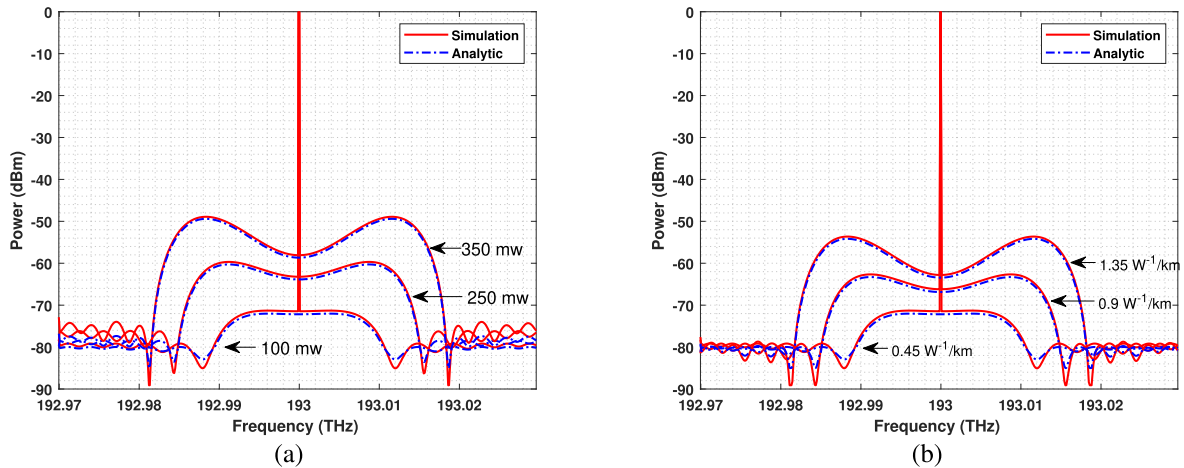 0
-10
-20
-30
-40
-50
-60
-70
-80
-90
Power (dBm)
192.97 192.98 192.99 193 193.01 193.02
Frequency (THz)
Simulation
Analytic
350 mw
250 mw
100 mw
(a)
0
-10
-20
-30
-40
-50
-60
-70
-80
-90
Power (dBm)
192.97 192.98 192.99 193 193.01 193.02
Frequency (THz)
Simulation
Analytic
1.35 W⁻¹/km
0.9 W⁻¹/km
0.45 W⁻¹/km
(b)